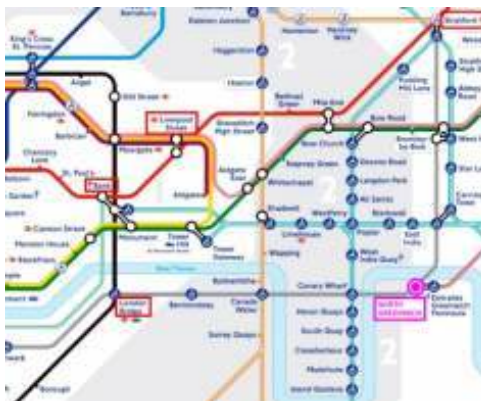 King's Cross
St. Pancras
Angel
Old Street
Farringdon
Barbican
Moorgate
Liverpool
Street
Chancery
Lane
St. Paul's
Bank
Cannon Street
Mansion House
Monument
Tower
Hill
Tower
Gateway
Aldgate
Aldgate
East
London
Bridge
Borough
Bermondsey
Canada
Water
Rotherhithe
Wapping
Surrey Quays
Haggerston
Hoxton
Shoreditch
High Street
Bethnal
Green
Mile End
Whitechapel
Stepney Green
Shadwell
Limehouse
Westferry
Poplar
Blackwall
East
India
Bow Road
Bow Church
Devons Road
Langdon Park
All Saints
Bromley
by Bow
Pudding
Mill Lane
Stratford
Homerton
Hackney
Wick
West
India Quay
Canary Wharf
Heron Quays
South Quay
Crossharbour
Mudchute
Island Gardens
NORTH
GREENWICH
Emirates
Greenwich
Peninsula
2
2
2